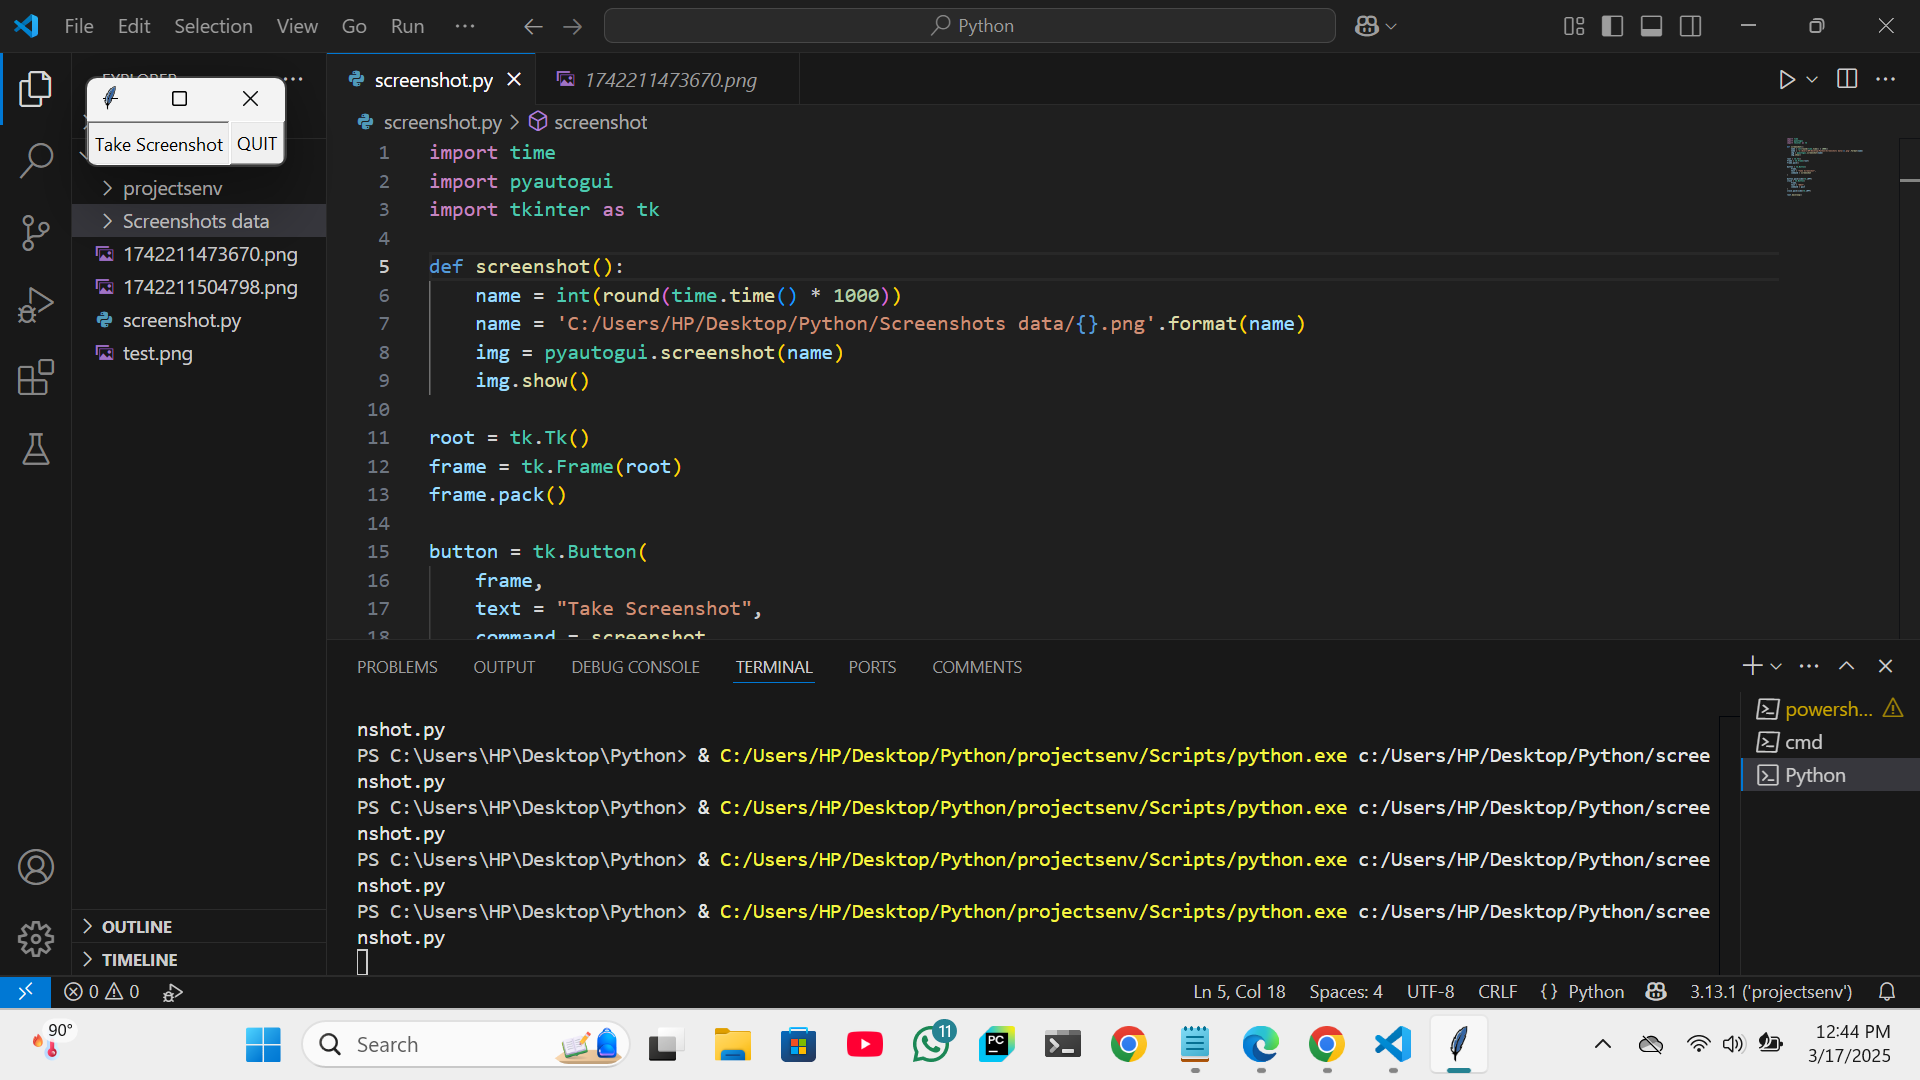 File Edit Selection View Go Run ···
Python
EXPLORER ···
Take Screenshot QUIT
projectsenv
Screenshots data
1742211473670.png
1742211504798.png
screenshot.py
test.png
OUTLINE
TIMELINE
screenshot.py 1742211473670.png
screenshot.py > screenshot
1 import time
2 import pyautogui
3 import tkinter as tk
4
5 def screenshot():
6 name = int(round(time.time() * 1000))
7 name = 'C:/Users/HP/Desktop/Python/Screenshots data/{}.png'.format(name)
8 img = pyautogui.screenshot(name)
9 img.show()
10
11 root = tk.Tk()
12 frame = tk.Frame(root)
13 frame.pack()
14
15 button = tk.Button(
16 frame,
17 text = "Take Screenshot",
18 command = screenshot
PROBLEMS OUTPUT DEBUG CONSOLE TERMINAL PORTS COMMENTS
nshot.py
PS C:\Users\HP\Desktop\Python> & C:/Users/HP/Desktop/Python/projectsenv/Scripts/python.exe c:/Users/HP/Desktop/Python/scree
nshot.py
PS C:\Users\HP\Desktop\Python> & C:/Users/HP/Desktop/Python/projectsenv/Scripts/python.exe c:/Users/HP/Desktop/Python/scree
nshot.py
PS C:\Users\HP\Desktop\Python> & C:/Users/HP/Desktop/Python/projectsenv/Scripts/python.exe c:/Users/HP/Desktop/Python/scree
nshot.py
PS C:\Users\HP\Desktop\Python> & C:/Users/HP/Desktop/Python/projectsenv/Scripts/python.exe c:/Users/HP/Desktop/Python/scree
nshot.py
powersh...
cmd
Python
0 0 Ln 5, Col 18 Spaces: 4 UTF-8 CRLF {} Python 3.13.1 ('projectsenv')
90° Search 11 PC 12:44 PM
3/17/2025